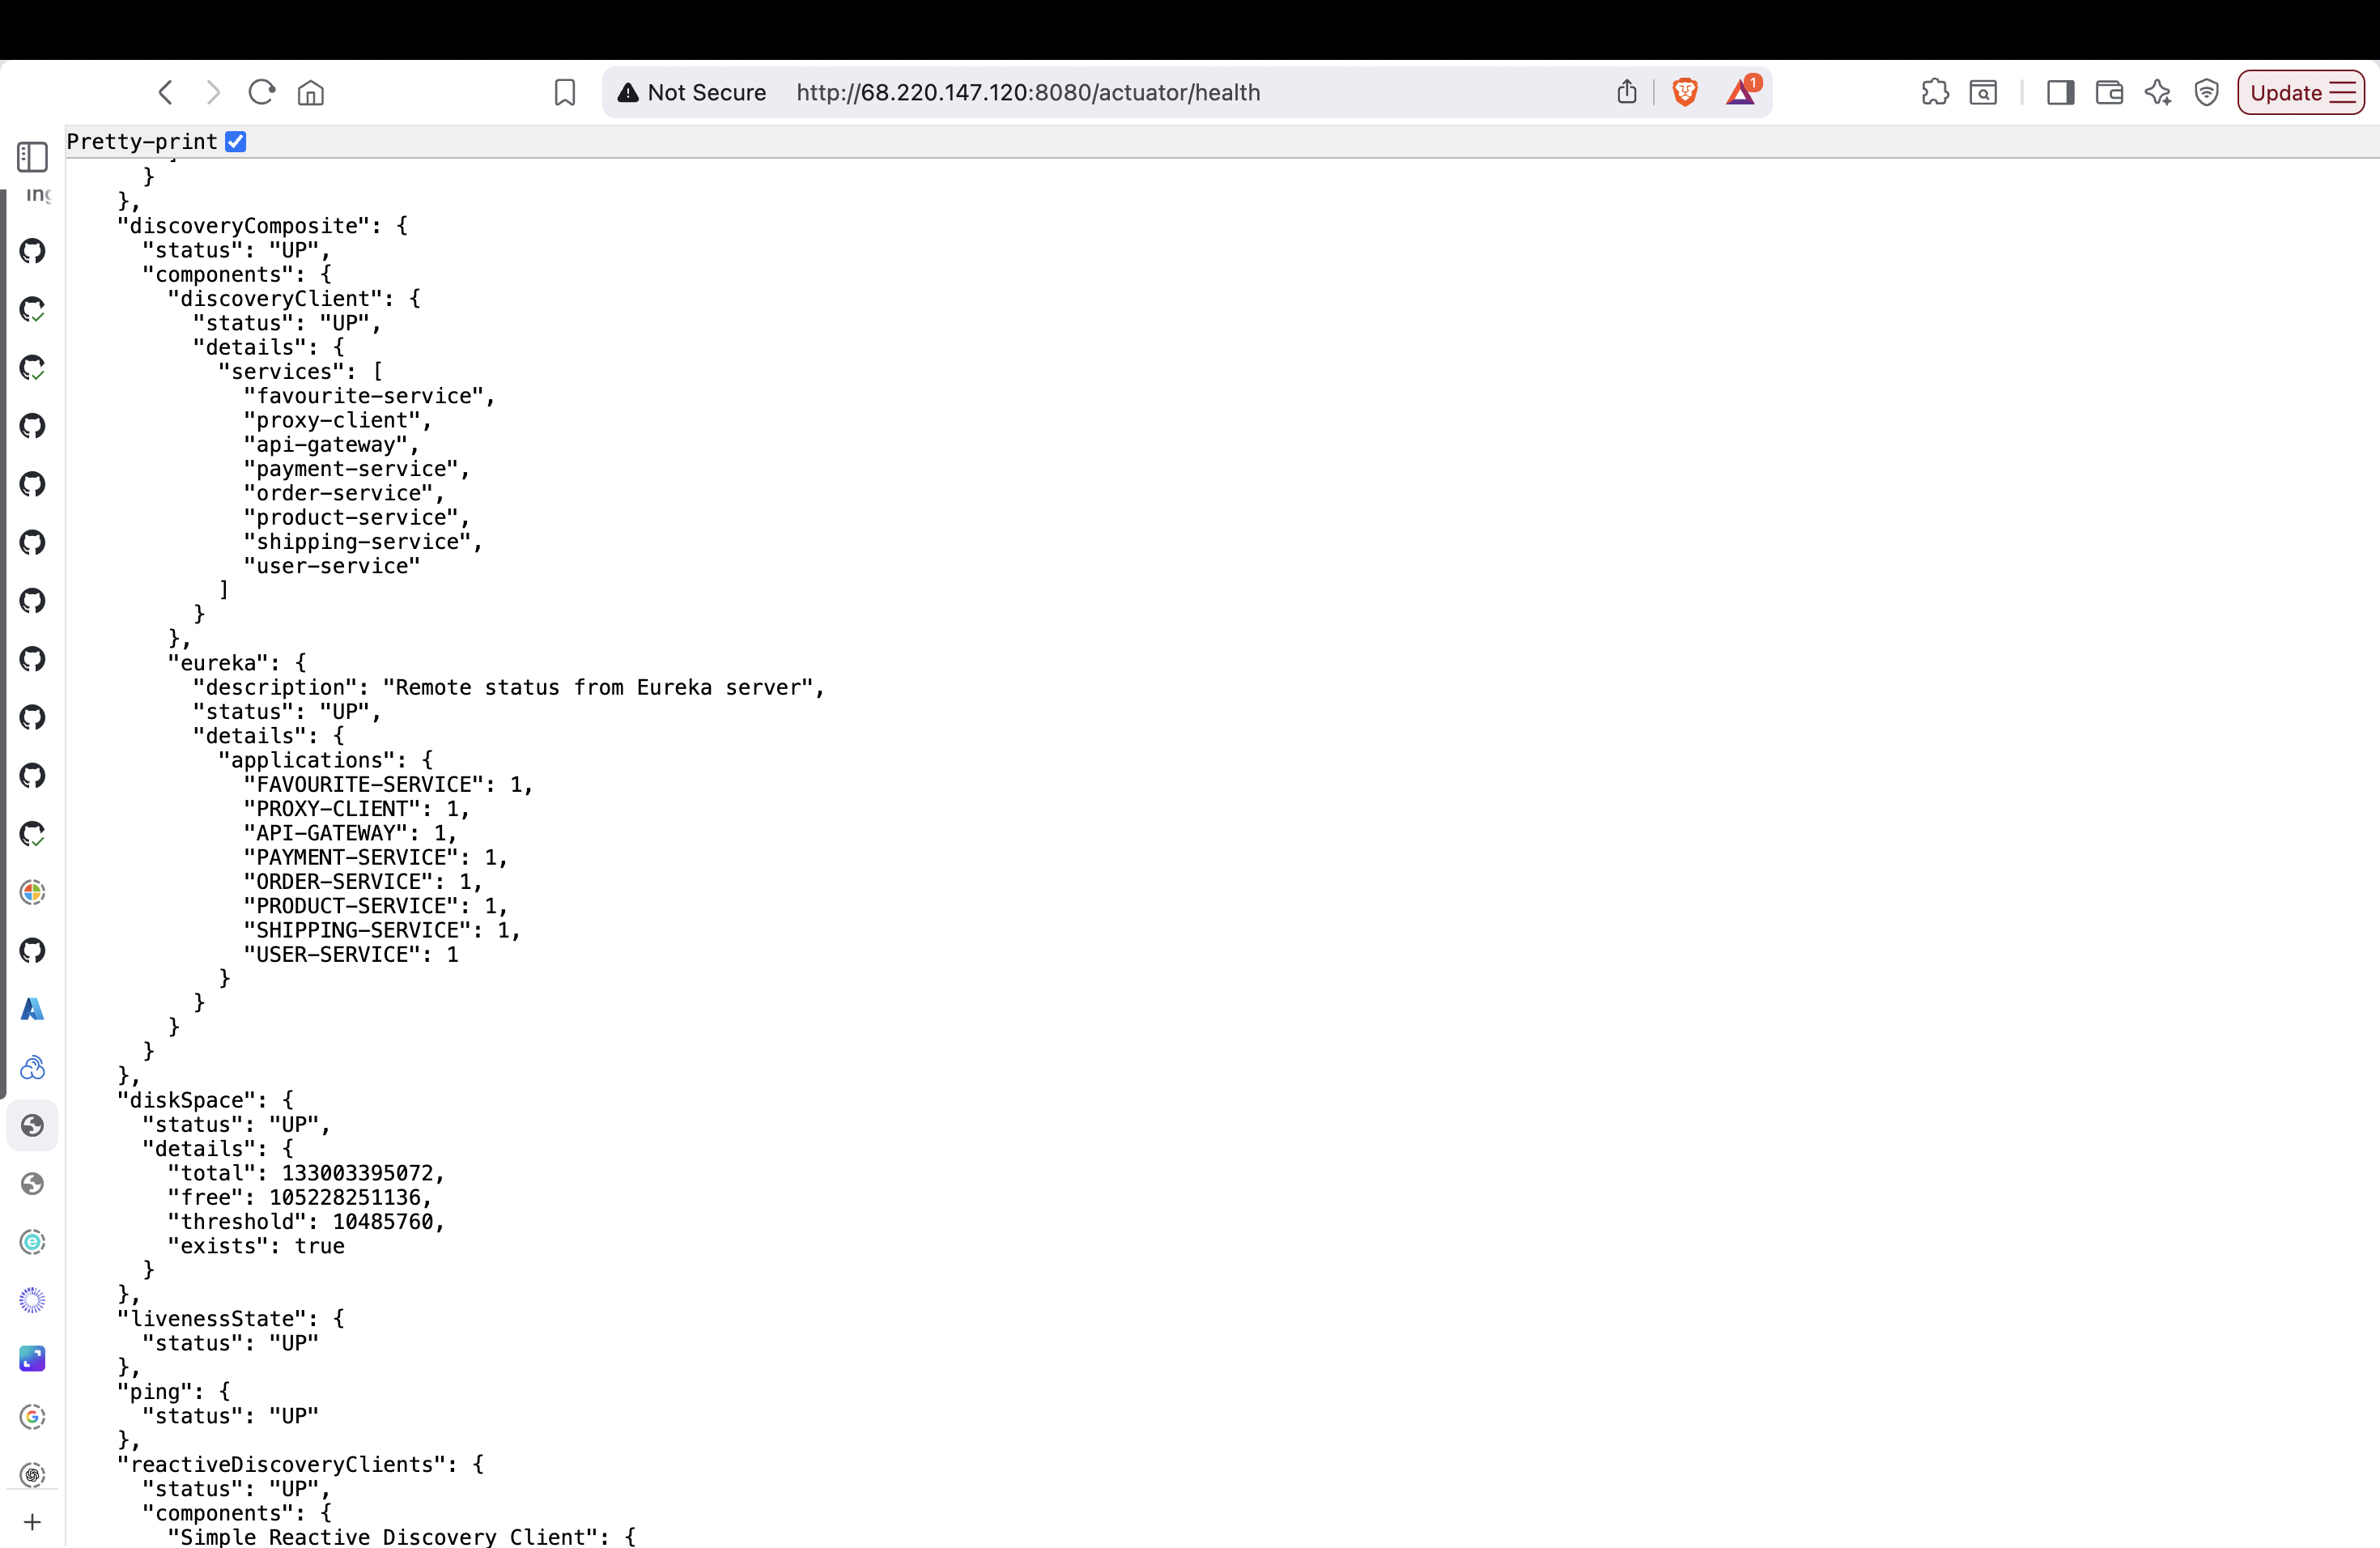 Not Secure http://68.220.147.120:8080/actuator/health
1
Update
Pretty-print
]
}
},
"discoveryComposite": {
"status": "UP",
"components": {
"discoveryClient": {
"status": "UP",
"details": {
"services": [
"favourite-service",
"proxy-client",
"api-gateway",
"payment-service",
"order-service",
"product-service",
"shipping-service",
"user-service"
]
}
},
"eureka": {
"description": "Remote status from Eureka server",
"status": "UP",
"details": {
"applications": {
"FAVOURITE-SERVICE": 1,
"PROXY-CLIENT": 1,
"API-GATEWAY": 1,
"PAYMENT-SERVICE": 1,
"ORDER-SERVICE": 1,
"PRODUCT-SERVICE": 1,
"SHIPPING-SERVICE": 1,
"USER-SERVICE": 1
}
}
}
}
},
"diskSpace": {
"status": "UP",
"details": {
"total": 133003395072,
"free": 105228251136,
"threshold": 10485760,
"exists": true
}
},
"livenessState": {
"status": "UP"
},
"ping": {
"status": "UP"
},
"reactiveDiscoveryClients": {
"status": "UP",
"components": {
"Simple Reactive Discovery Client": {